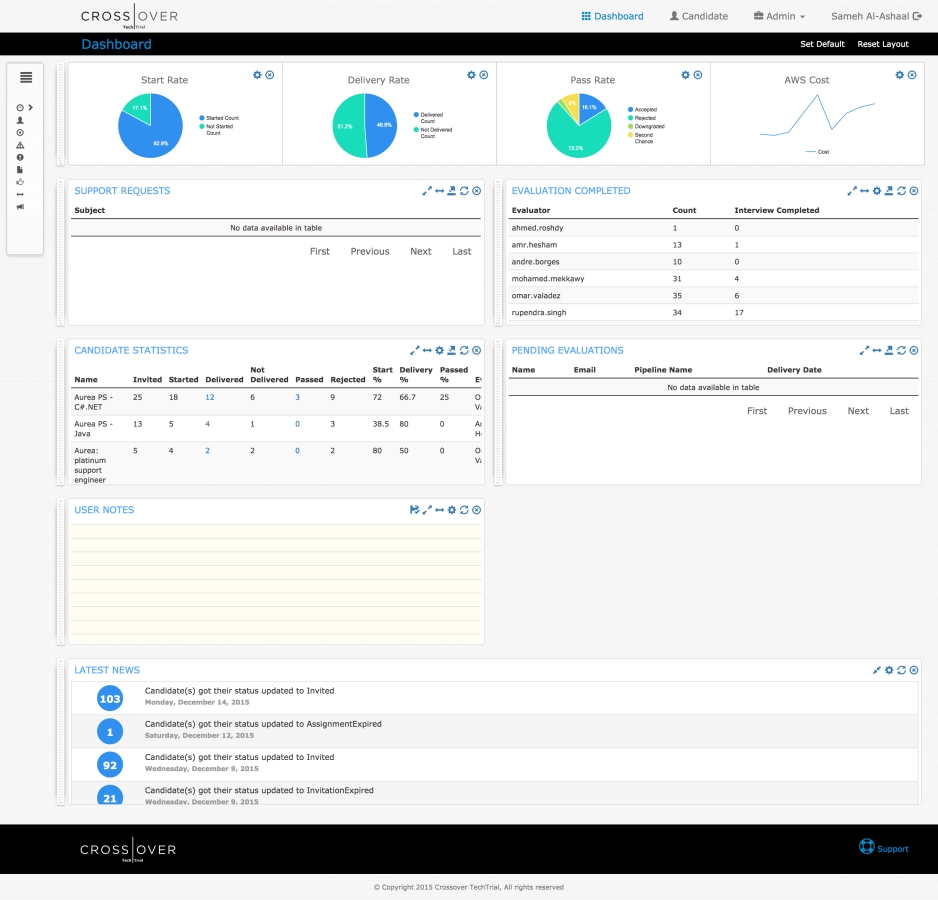 CROSS OVER
TechTrial
Dashboard
Candidate
Admin
Sameh Al-Ashaal
Dashboard
Set Default
Reset Layout
Start Rate
17.1%
82.9%
Started Count
Not Started
Count
Delivery Rate
51.2%
48.8%
Delivered
Count
Not Delivered
Count
Pass Rate
16.1%
72.2%
Accepted
Rejected
Downgraded
Second
Chance
AWS Cost
Cost
SUPPORT REQUESTS
Subject
No data available in table
First Previous Next Last
EVALUATION COMPLETED
Evaluator Count Interview Completed
ahmed.roshdy 1 0
amr.hesham 13 1
andre.borges 10 0
mohamed.mekkawy 31 4
omar.valadez 35 6
rupendra.singh 34 17
CANDIDATE STATISTICS
Name Invited Started Delivered Not Delivered Passed Rejected Start % Delivery % Passed %
Aurea PS - 25 18 12 6 3 9 72 66.7 25
C#.NET
Aurea PS - 13 5 4 1 0 3 38.5 80 0
Java
Aurea: 5 4 2 2 0 2 80 50 0
platinum
support
engineer
PENDING EVALUATIONS
Name Email Pipeline Name Delivery Date
No data available in table
First Previous Next Last
USER NOTES
LATEST NEWS
103
Candidate(s) got their status updated to Invited
Monday, December 14, 2015
1
Candidate(s) got their status updated to AssignmentExpired
Saturday, December 12, 2015
92
Candidate(s) got their status updated to Invited
Wednesday, December 9, 2015
21
Candidate(s) got their status updated to InvitationExpired
Wednesday, December 9, 2015
CROSS OVER
TechTrial
Support
© Copyright 2015 Crossover TechTrial, All rights reserved